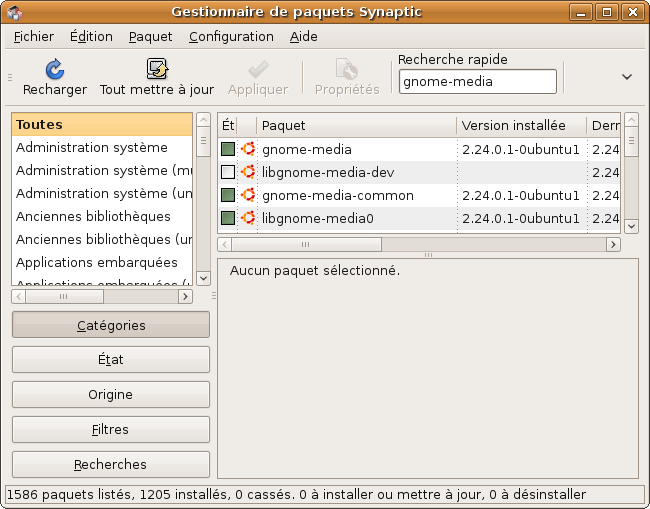 Gestionnaire de paquets Synaptic
Fichier Édition Paquet Configuration Aide
Recharger Tout mettre à jour Appliquer Propriétés
Recherche rapide
gnome-media
Toutes
Administration système
Administration système (mu
Administration système (un
Anciennes bibliothèques
Anciennes bibliothèques (un
Applications embarquées
Applications embarquées (
Catégories
État
Origine
Filtres
Recherches
Ét Paquet Version installée Derr
gnome-media 2.24.0.1-0ubuntu1 2.24
libgnome-media-dev 2.24
gnome-media-common 2.24.0.1-0ubuntu1 2.24
libgnome-media0 2.24.0.1-0ubuntu1 2.24
Aucun paquet sélectionné.
1586 paquets listés, 1205 installés, 0 cassés. 0 à installer ou mettre à jour, 0 à désinstaller